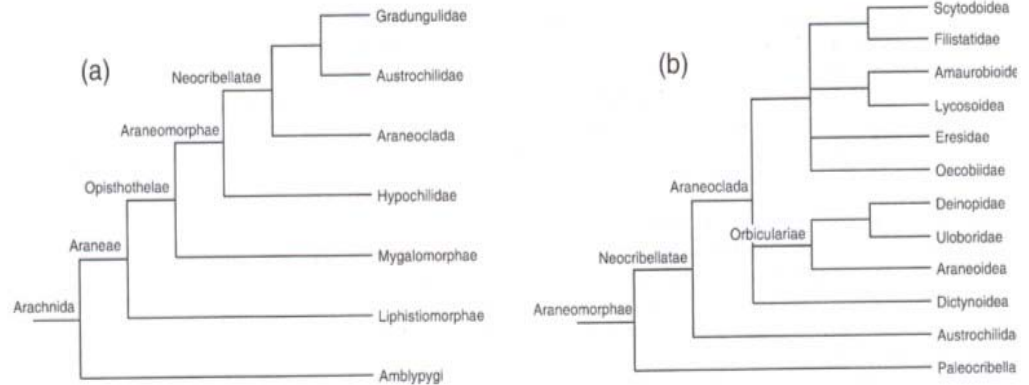 (a)
Gradungulidae
Austrochilidae
Neocribellatae
Araneoclada
Araneomorphae
Hypochilidae
Opisthothelae
Mygalomorphae
Araneae
Liphistiomorphae
Arachnida
Amblypygi
(b)
Scytodoidea
Filistatidae
Amaurobioide
Lycosoidea
Eresidae
Oecobiidae
Araneoclada
Deinopidae
Orbiculariae
Uloboridae
Araneoidea
Neocribellatae
Dictynoidea
Araneomorphae
Austrochilida
Paleocribella